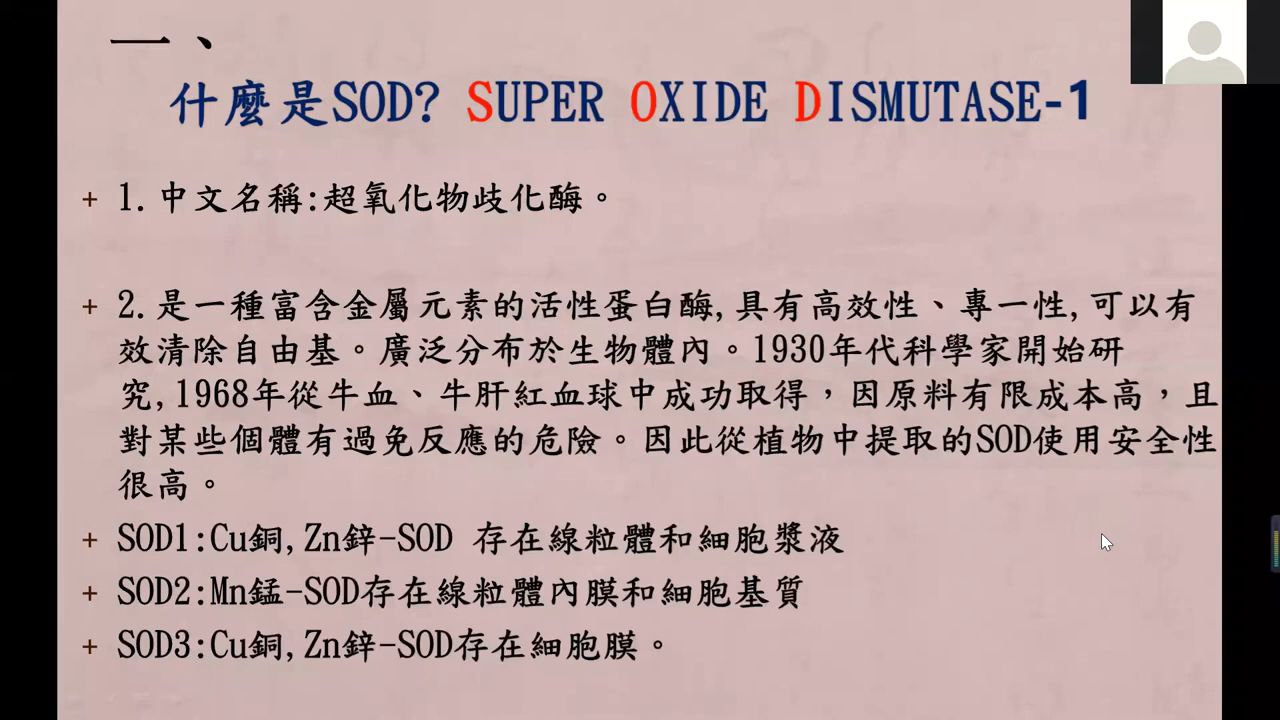 一、
什麼是SOD? SUPER OXIDE DISMUTASE-1
+ 1.中文名稱:超氧化物歧化酶。
+ 2.是一種富含金屬元素的活性蛋白酶,具有高效性、專一性,可以有
效清除自由基。廣泛分布於生物體內。1930年代科學家開始研
究,1968年從牛血、牛肝紅血球中成功取得，因原料有限成本高，且
對某些個體有過免反應的危險。因此從植物中提取的SOD使用安全性
很高。
+ SOD1:Cu銅,Zn鋅-SOD 存在線粒體和細胞漿液
+ SOD2:Mn錳-SOD存在線粒體內膜和細胞基質
+ SOD3:Cu銅,Zn鋅-SOD存在細胞膜。